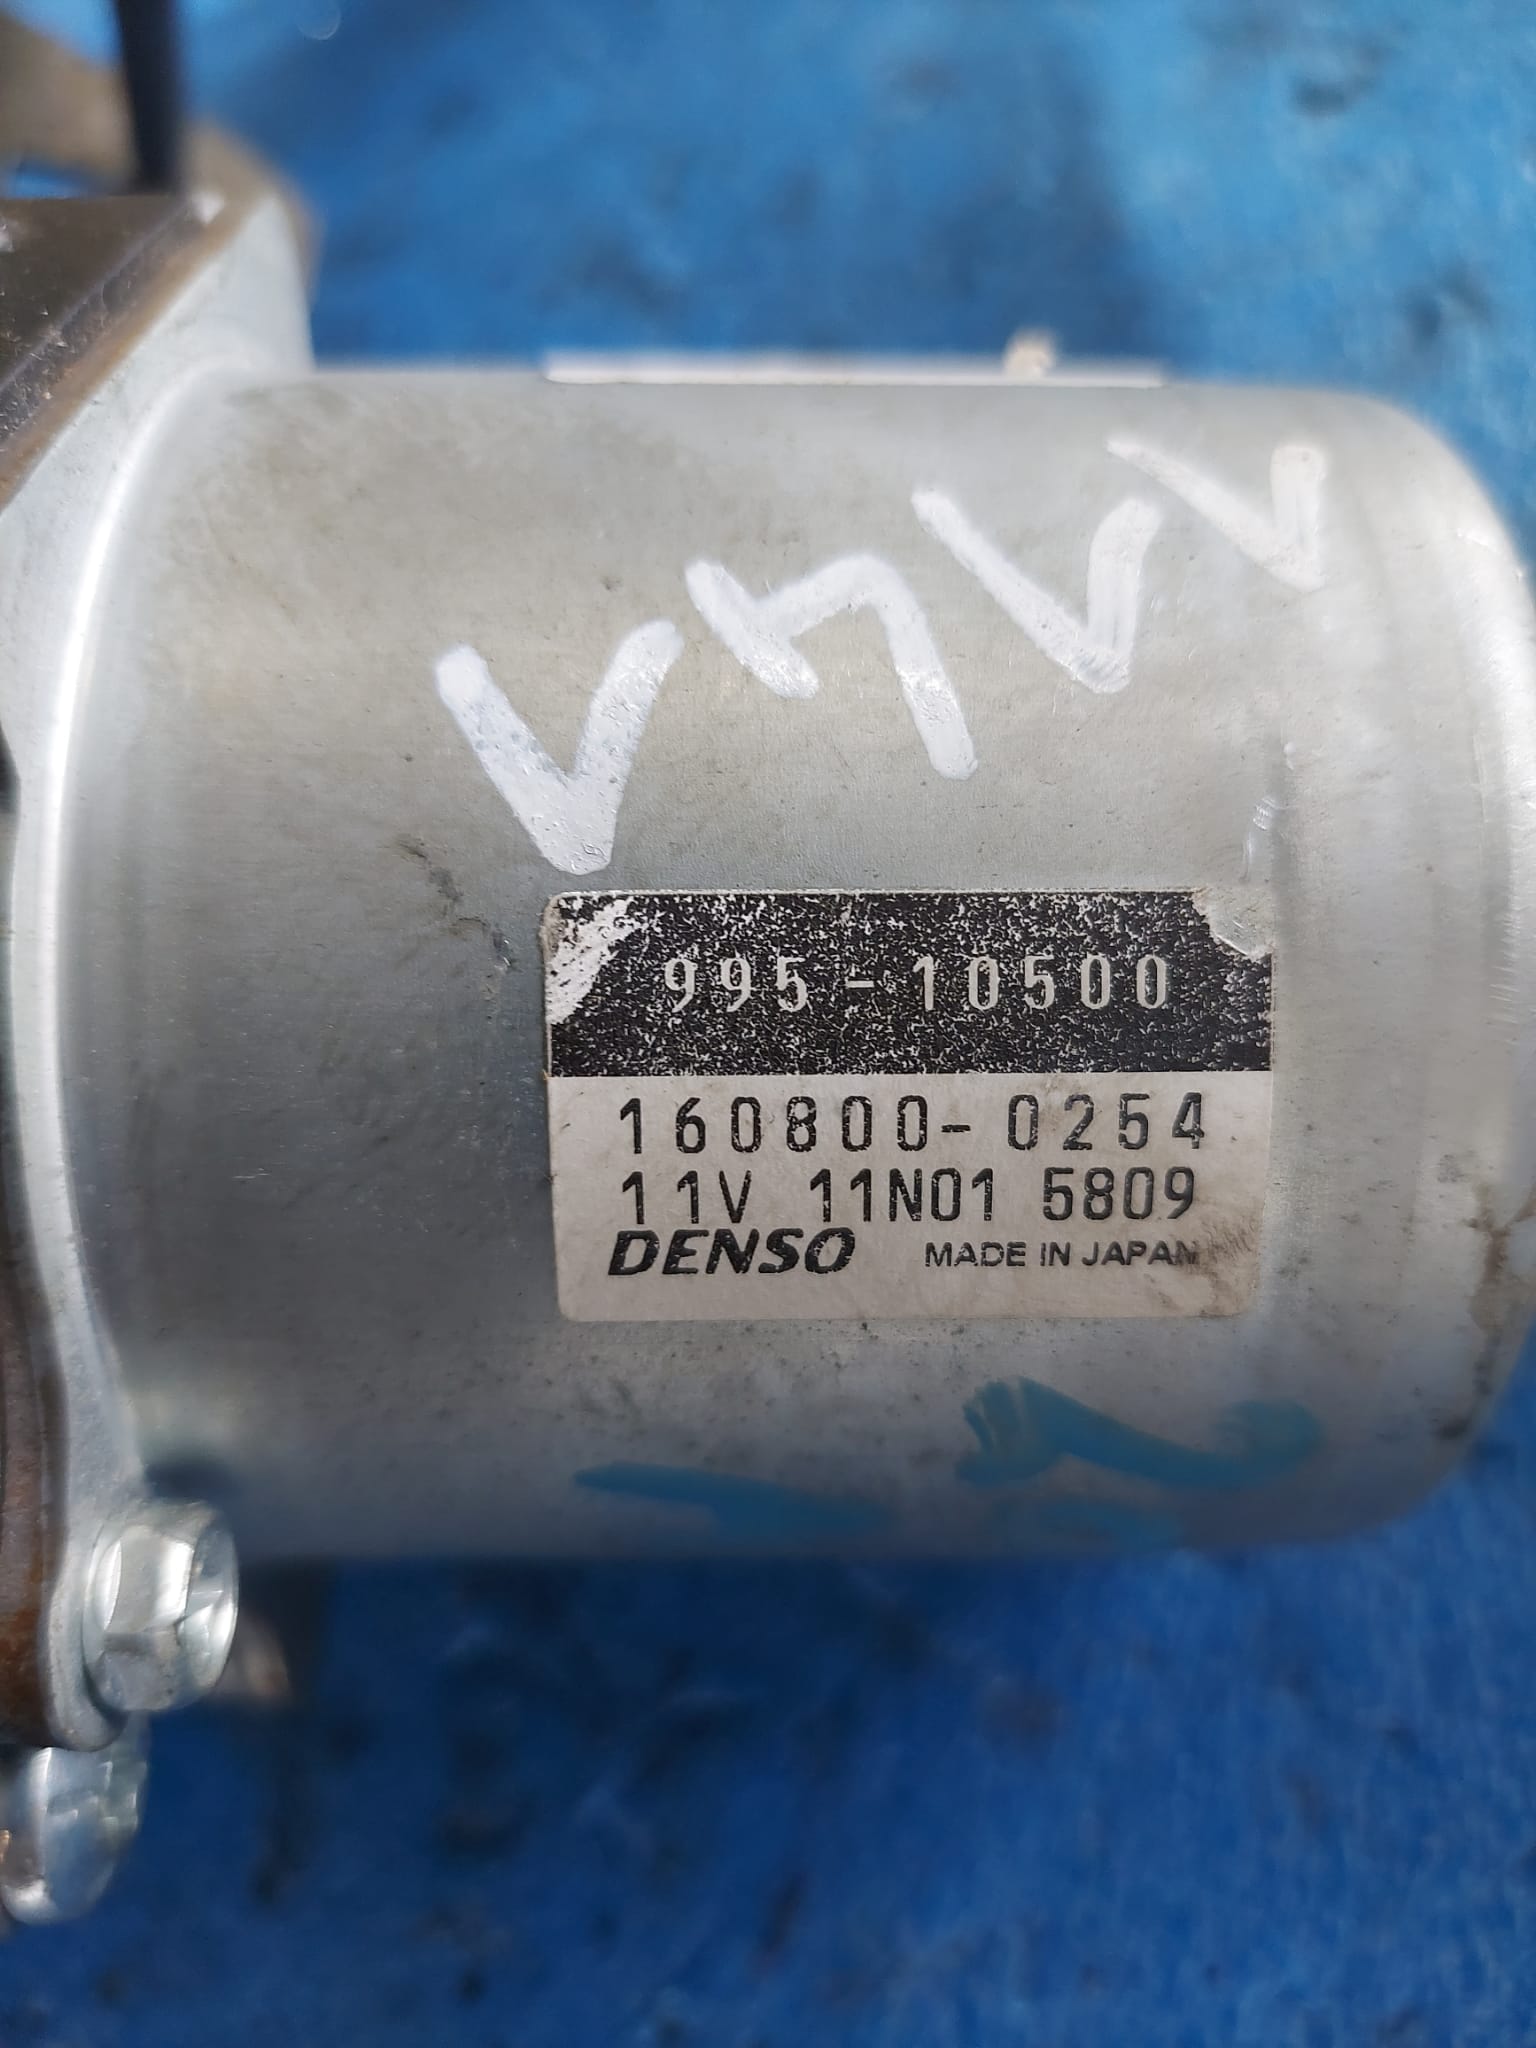 995-10500
160800-0254
11V 11N01 5809
DENSO MADE IN JAPAN